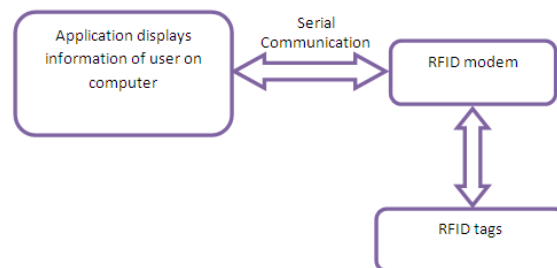 Application displays
information of user on
computer
Serial
Communication
RFID modem
RFID tags